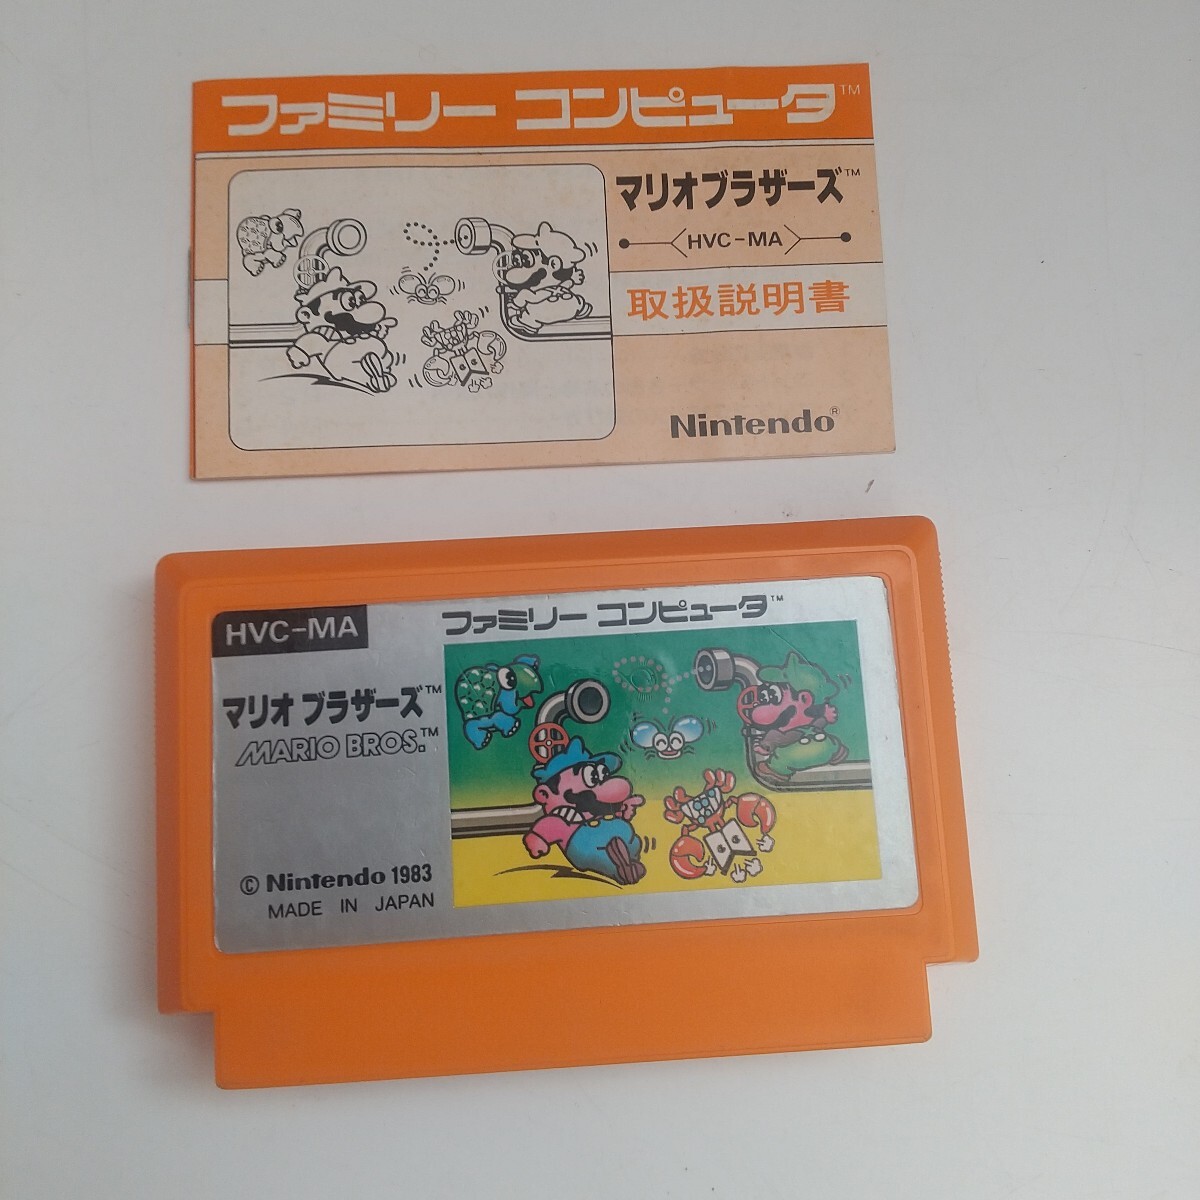 ファミリー コンピュータ™
マリオブラザーズ™
HVC-MA
取扱説明書
Nintendo®
HVC-MA
ファミリー コンピュータ™
マリオ ブラザーズ™
MARIO BROS.™
© Nintendo 1983
MADE IN JAPAN